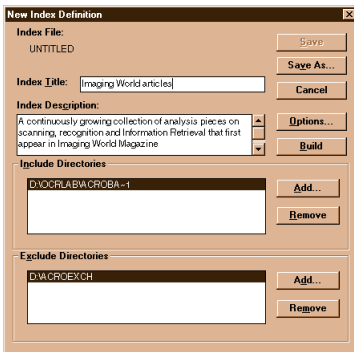 New Index Definition
Index File:
UNTITLED
Save
Save As...
Index Title: Imaging World articles
Cancel
Index Description:
A continuously growing collection of analysis pieces on
scanning, recognition and Information Retrieval that first
appear in Imaging World Magazine
Options...
Build
Include Directories
D:\OCRLAB\ACROBA~1
Add...
Remove
Exclude Directories
D:\ACROEXCH
Add...
Remove